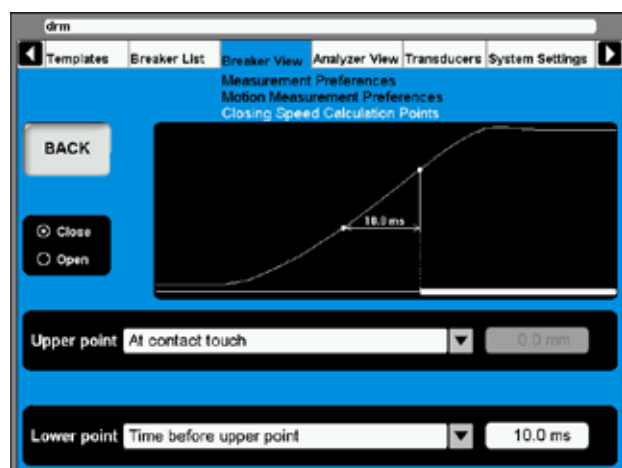 drm
Templates Breaker List Breaker View Analyzer View Transducers System Settings
Measurement Preferences
Motion Measurement Preferences
Closing Speed Calculation Points
BACK
10.0 ms
Close
Open
Upper point At contact touch 0.0 mm
Lower point Time before upper point 10.0 ms